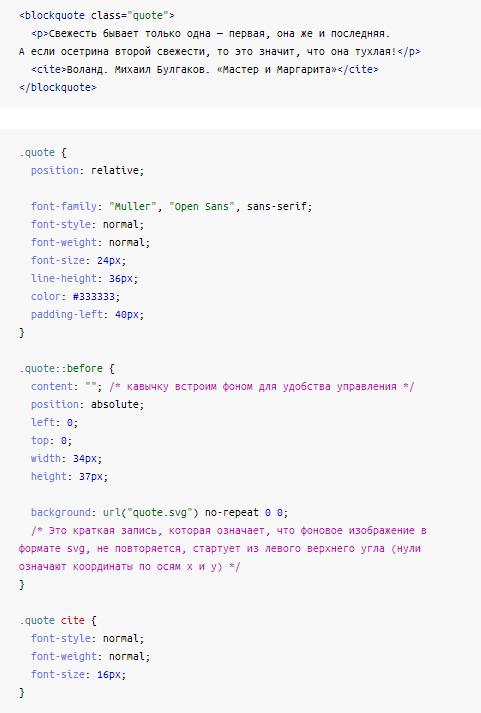 <blockquote class="quote">
<p>Свежесть бывает только одна — первая, она же и последняя.
А если осетрина второй свежести, то это значит, что она тухлая!</p>
<cite>Воланд. Михаил Булгаков. «Мастер и Маргарита»</cite>
</blockquote>
.quote {
position: relative;
font-family: "Muller", "Open Sans", sans-serif;
font-style: normal;
font-weight: normal;
font-size: 24px;
line-height: 36px;
color: #333333;
padding-left: 40px;
}
.quote::before {
content: ""; /* кавычку встроим фоном для удобства управления */
position: absolute;
left: 0;
top: 0;
width: 34px;
height: 37px;
background: url("quote.svg") no-repeat 0 0;
/* Это краткая запись, которая означает, что фоновое изображение в
формате svg, не повторяется, стартует из левого верхнего угла (нули
означают координаты по осям x и y) */
}
.quote cite {
font-style: normal;
font-weight: normal;
font-size: 16px;
}